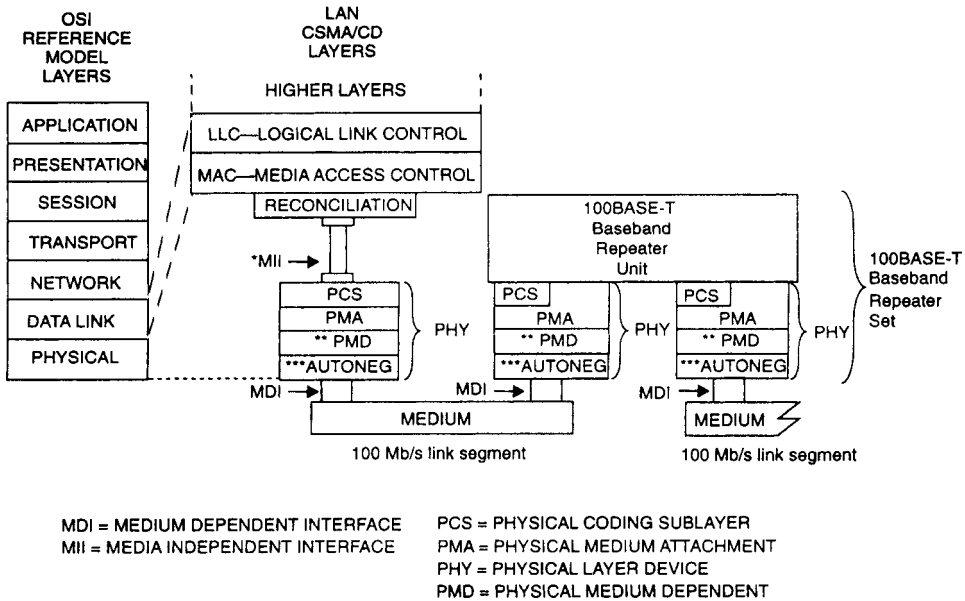 OSI
REFERENCE
MODEL
LAYERS
LAN
CSMA/CD
LAYERS
HIGHER LAYERS
APPLICATION
PRESENTATION
SESSION
TRANSPORT
NETWORK
DATA LINK
PHYSICAL
LLC—LOGICAL LINK CONTROL
MAC—MEDIA ACCESS CONTROL
RECONCILIATION
*MII
PCS
PMA
** PMD
***AUTONEG
PHY
MDI
100BASE-T
Baseband
Repeater
Unit
PCS
PMA
** PMD
***AUTONEG
PHY
MDI
PCS
PMA
** PMD
***AUTONEG
PHY
MDI
100BASE-T
Baseband
Repeater
Set
MEDIUM
100 Mb/s link segment
MEDIUM
100 Mb/s link segment
MDI = MEDIUM DEPENDENT INTERFACE
MII = MEDIA INDEPENDENT INTERFACE
PCS = PHYSICAL CODING SUBLAYER
PMA = PHYSICAL MEDIUM ATTACHMENT
PHY = PHYSICAL LAYER DEVICE
PMD = PHYSICAL MEDIUM DEPENDENT